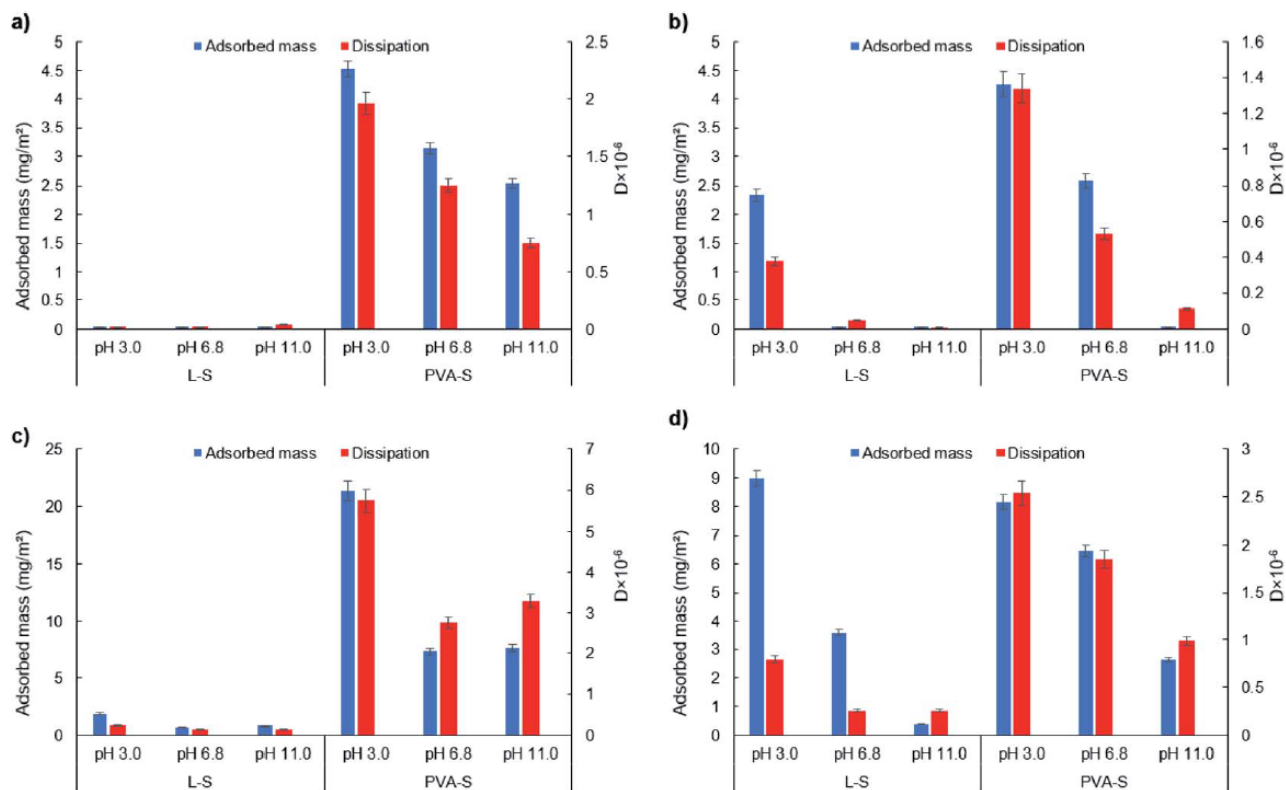 a)
Adsorbed mass Dissipation
Adsorbed mass (mg/m²)
5
4.5
4
3.5
3
2.5
2
1.5
1
0.5
0
2.5
2
1.5
1
0.5
0
D×10⁻⁶
pH 3.0 pH 6.8 pH 11.0 pH 3.0 pH 6.8 pH 11.0
L-S PVA-S
b)
Adsorbed mass Dissipation
Adsorbed mass (mg/m²)
5
4.5
4
3.5
3
2.5
2
1.5
1
0.5
0
1.6
1.4
1.2
1
0.8
0.6
0.4
0.2
0
D×10⁻⁶
pH 3.0 pH 6.8 pH 11.0 pH 3.0 pH 6.8 pH 11.0
L-S PVA-S
c)
Adsorbed mass Dissipation
Adsorbed mass (mg/m²)
25
20
15
10
5
0
7
6
5
4
3
2
1
0
D×10⁻⁶
pH 3.0 pH 6.8 pH 11.0 pH 3.0 pH 6.8 pH 11.0
L-S PVA-S
d)
Adsorbed mass Dissipation
Adsorbed mass (mg/m²)
10
9
8
7
6
5
4
3
2
1
0
3
2.5
2
1.5
1
0.5
0
D×10⁻⁶
pH 3.0 pH 6.8 pH 11.0 pH 3.0 pH 6.8 pH 11.0
L-S PVA-S